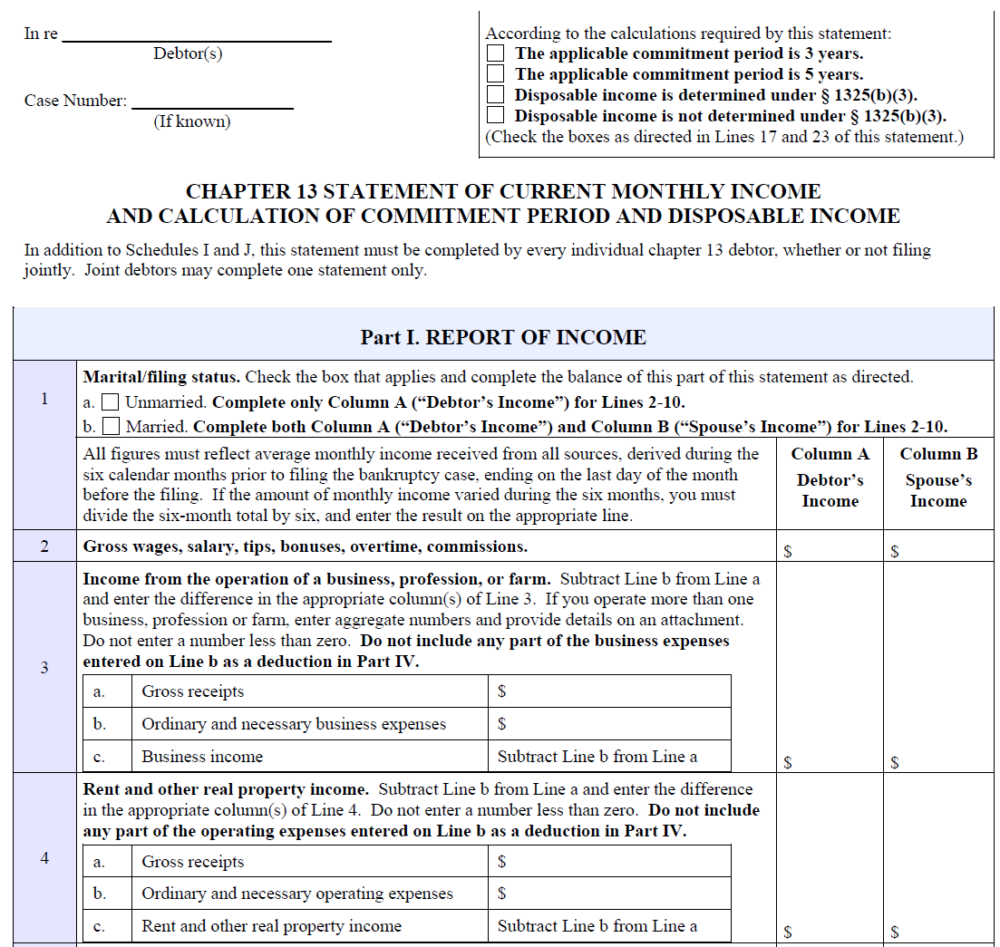 In re
Debtor(s)
Case Number:
(If known)
According to the calculations required by this statement:
The applicable commitment period is 3 years.
The applicable commitment period is 5 years.
Disposable income is determined under § 1325(b)(3).
Disposable income is not determined under § 1325(b)(3).
(Check the boxes as directed in Lines 17 and 23 of this statement.)
CHAPTER 13 STATEMENT OF CURRENT MONTHLY INCOME
AND CALCULATION OF COMMITMENT PERIOD AND DISPOSABLE INCOME
In addition to Schedules I and J, this statement must be completed by every individual chapter 13 debtor, whether or not filing
jointly. Joint debtors may complete one statement only.
Part I. REPORT OF INCOME
1
Marital/filing status. Check the box that applies and complete the balance of this part of this statement as directed.
a. Unmarried. Complete only Column A (“Debtor’s Income”) for Lines 2-10.
b. Married. Complete both Column A (“Debtor’s Income”) and Column B (“Spouse’s Income”) for Lines 2-10.
All figures must reflect average monthly income received from all sources, derived during the
six calendar months prior to filing the bankruptcy case, ending on the last day of the month
before the filing. If the amount of monthly income varied during the six months, you must
divide the six-month total by six, and enter the result on the appropriate line.
Column A
Debtor’s
Income
Column B
Spouse’s
Income
2 Gross wages, salary, tips, bonuses, overtime, commissions. $ $
3
Income from the operation of a business, profession, or farm. Subtract Line b from Line a
and enter the difference in the appropriate column(s) of Line 3. If you operate more than one
business, profession or farm, enter aggregate numbers and provide details on an attachment.
Do not enter a number less than zero. Do not include any part of the business expenses
entered on Line b as a deduction in Part IV.
a. Gross receipts $
b. Ordinary and necessary business expenses $
c. Business income Subtract Line b from Line a
$ $
4
Rent and other real property income. Subtract Line b from Line a and enter the difference
in the appropriate column(s) of Line 4. Do not enter a number less than zero. Do not include
any part of the operating expenses entered on Line b as a deduction in Part IV.
a. Gross receipts $
b. Ordinary and necessary operating expenses $
c. Rent and other real property income Subtract Line b from Line a
$ $